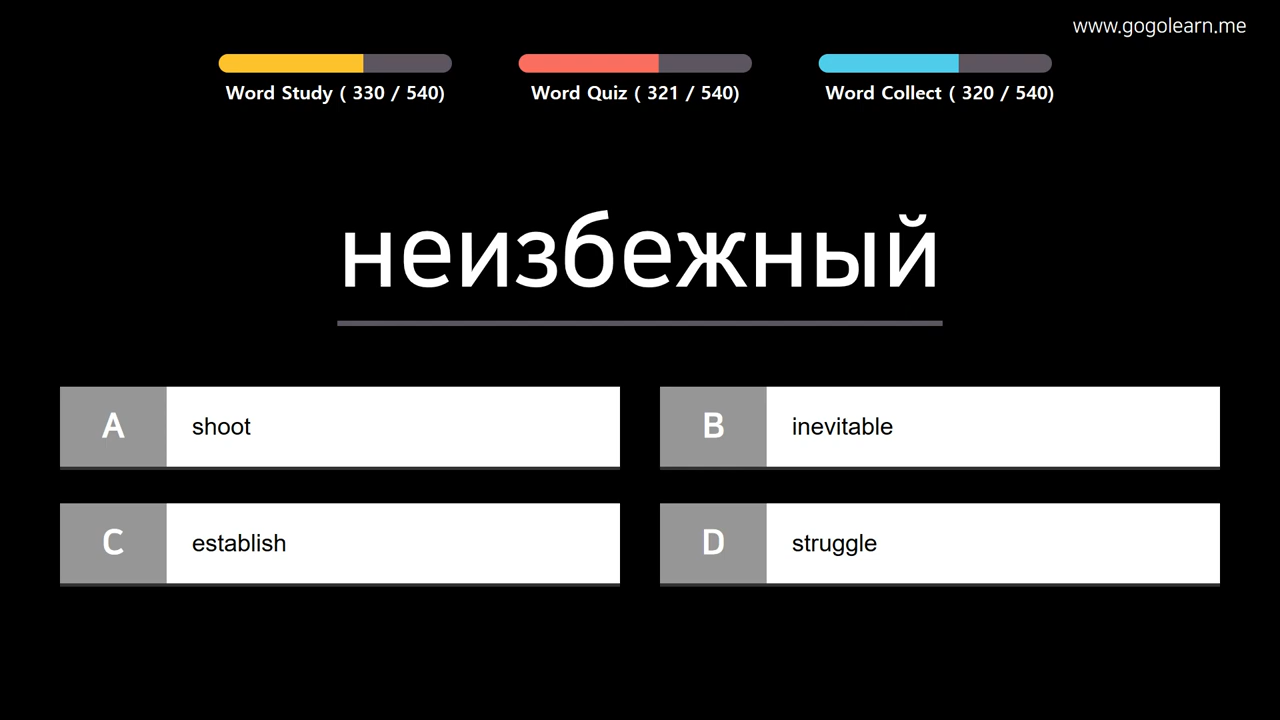 www.gogolearn.me
Word Study ( 330 / 540)
Word Quiz ( 321 / 540)
Word Collect ( 320 / 540)
неизбежный
A shoot
B inevitable
C establish
D struggle